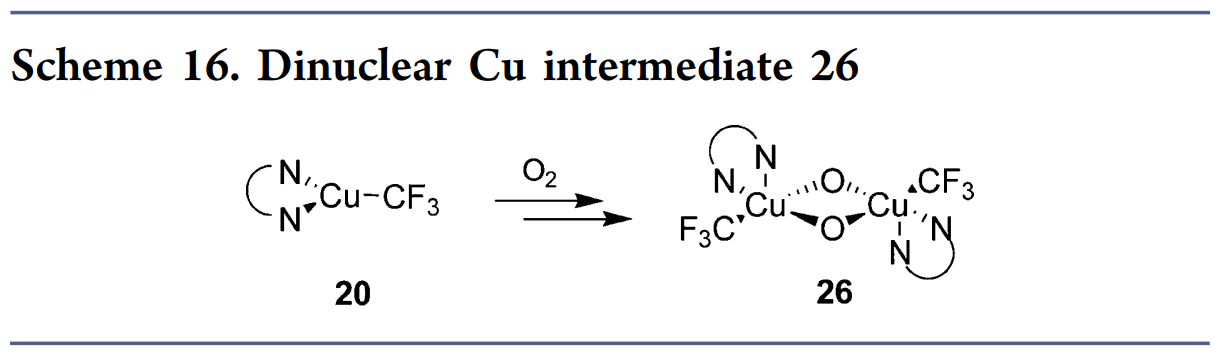 Scheme 16. Dinuclear Cu intermediate 26
N
N
Cu
CF3
O2
N
N
Cu
F3C
O
O
Cu
CF3
N
N
20
26